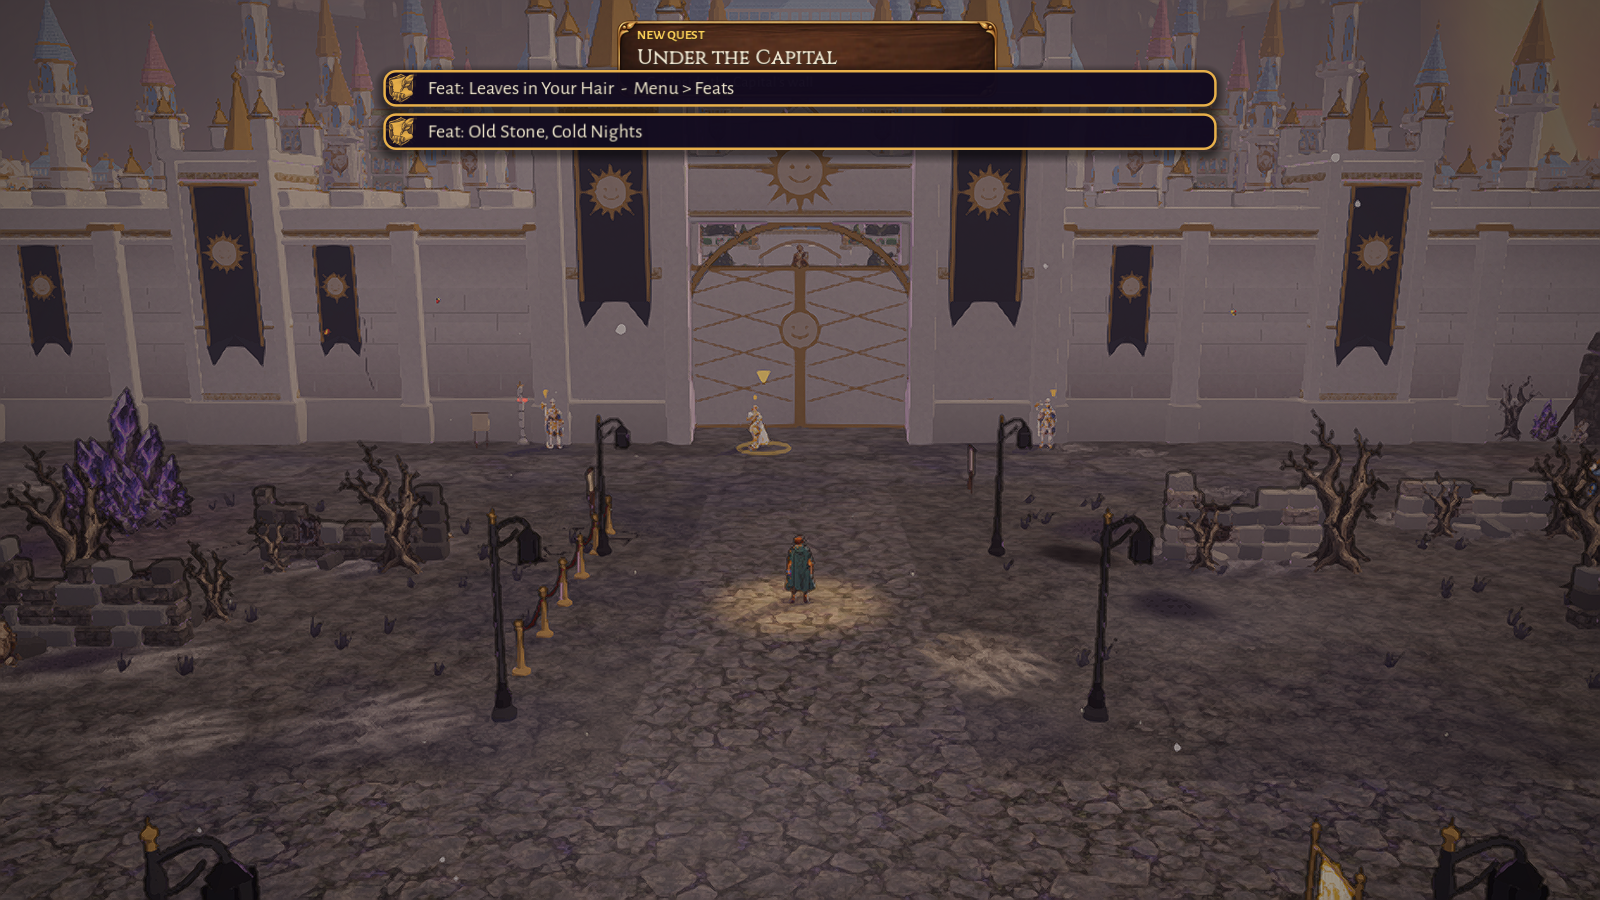 NEW QUEST
UNDER THE CAPITAL
Feat: Leaves in Your Hair - Menu > Feats
Feat: Old Stone, Cold Nights